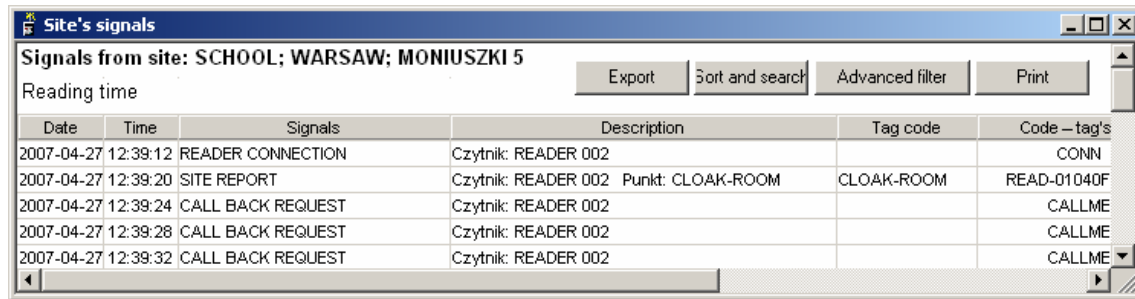 Site's signals
Signals from site: SCHOOL; WARSAW; MONIUSZKI 5
Export Sort and search Advanced filter Print
Reading time
Date Time Signals Description Tag code Code – tag's
2007-04-27 12:39:12 READER CONNECTION Czytnik: READER 002 CONN
2007-04-27 12:39:20 SITE REPORT Czytnik: READER 002 Punkt: CLOAK-ROOM CLOAK-ROOM READ-01040F
2007-04-27 12:39:24 CALL BACK REQUEST Czytnik: READER 002 CALLME
2007-04-27 12:39:28 CALL BACK REQUEST Czytnik: READER 002 CALLME
2007-04-27 12:39:32 CALL BACK REQUEST Czytnik: READER 002 CALLME